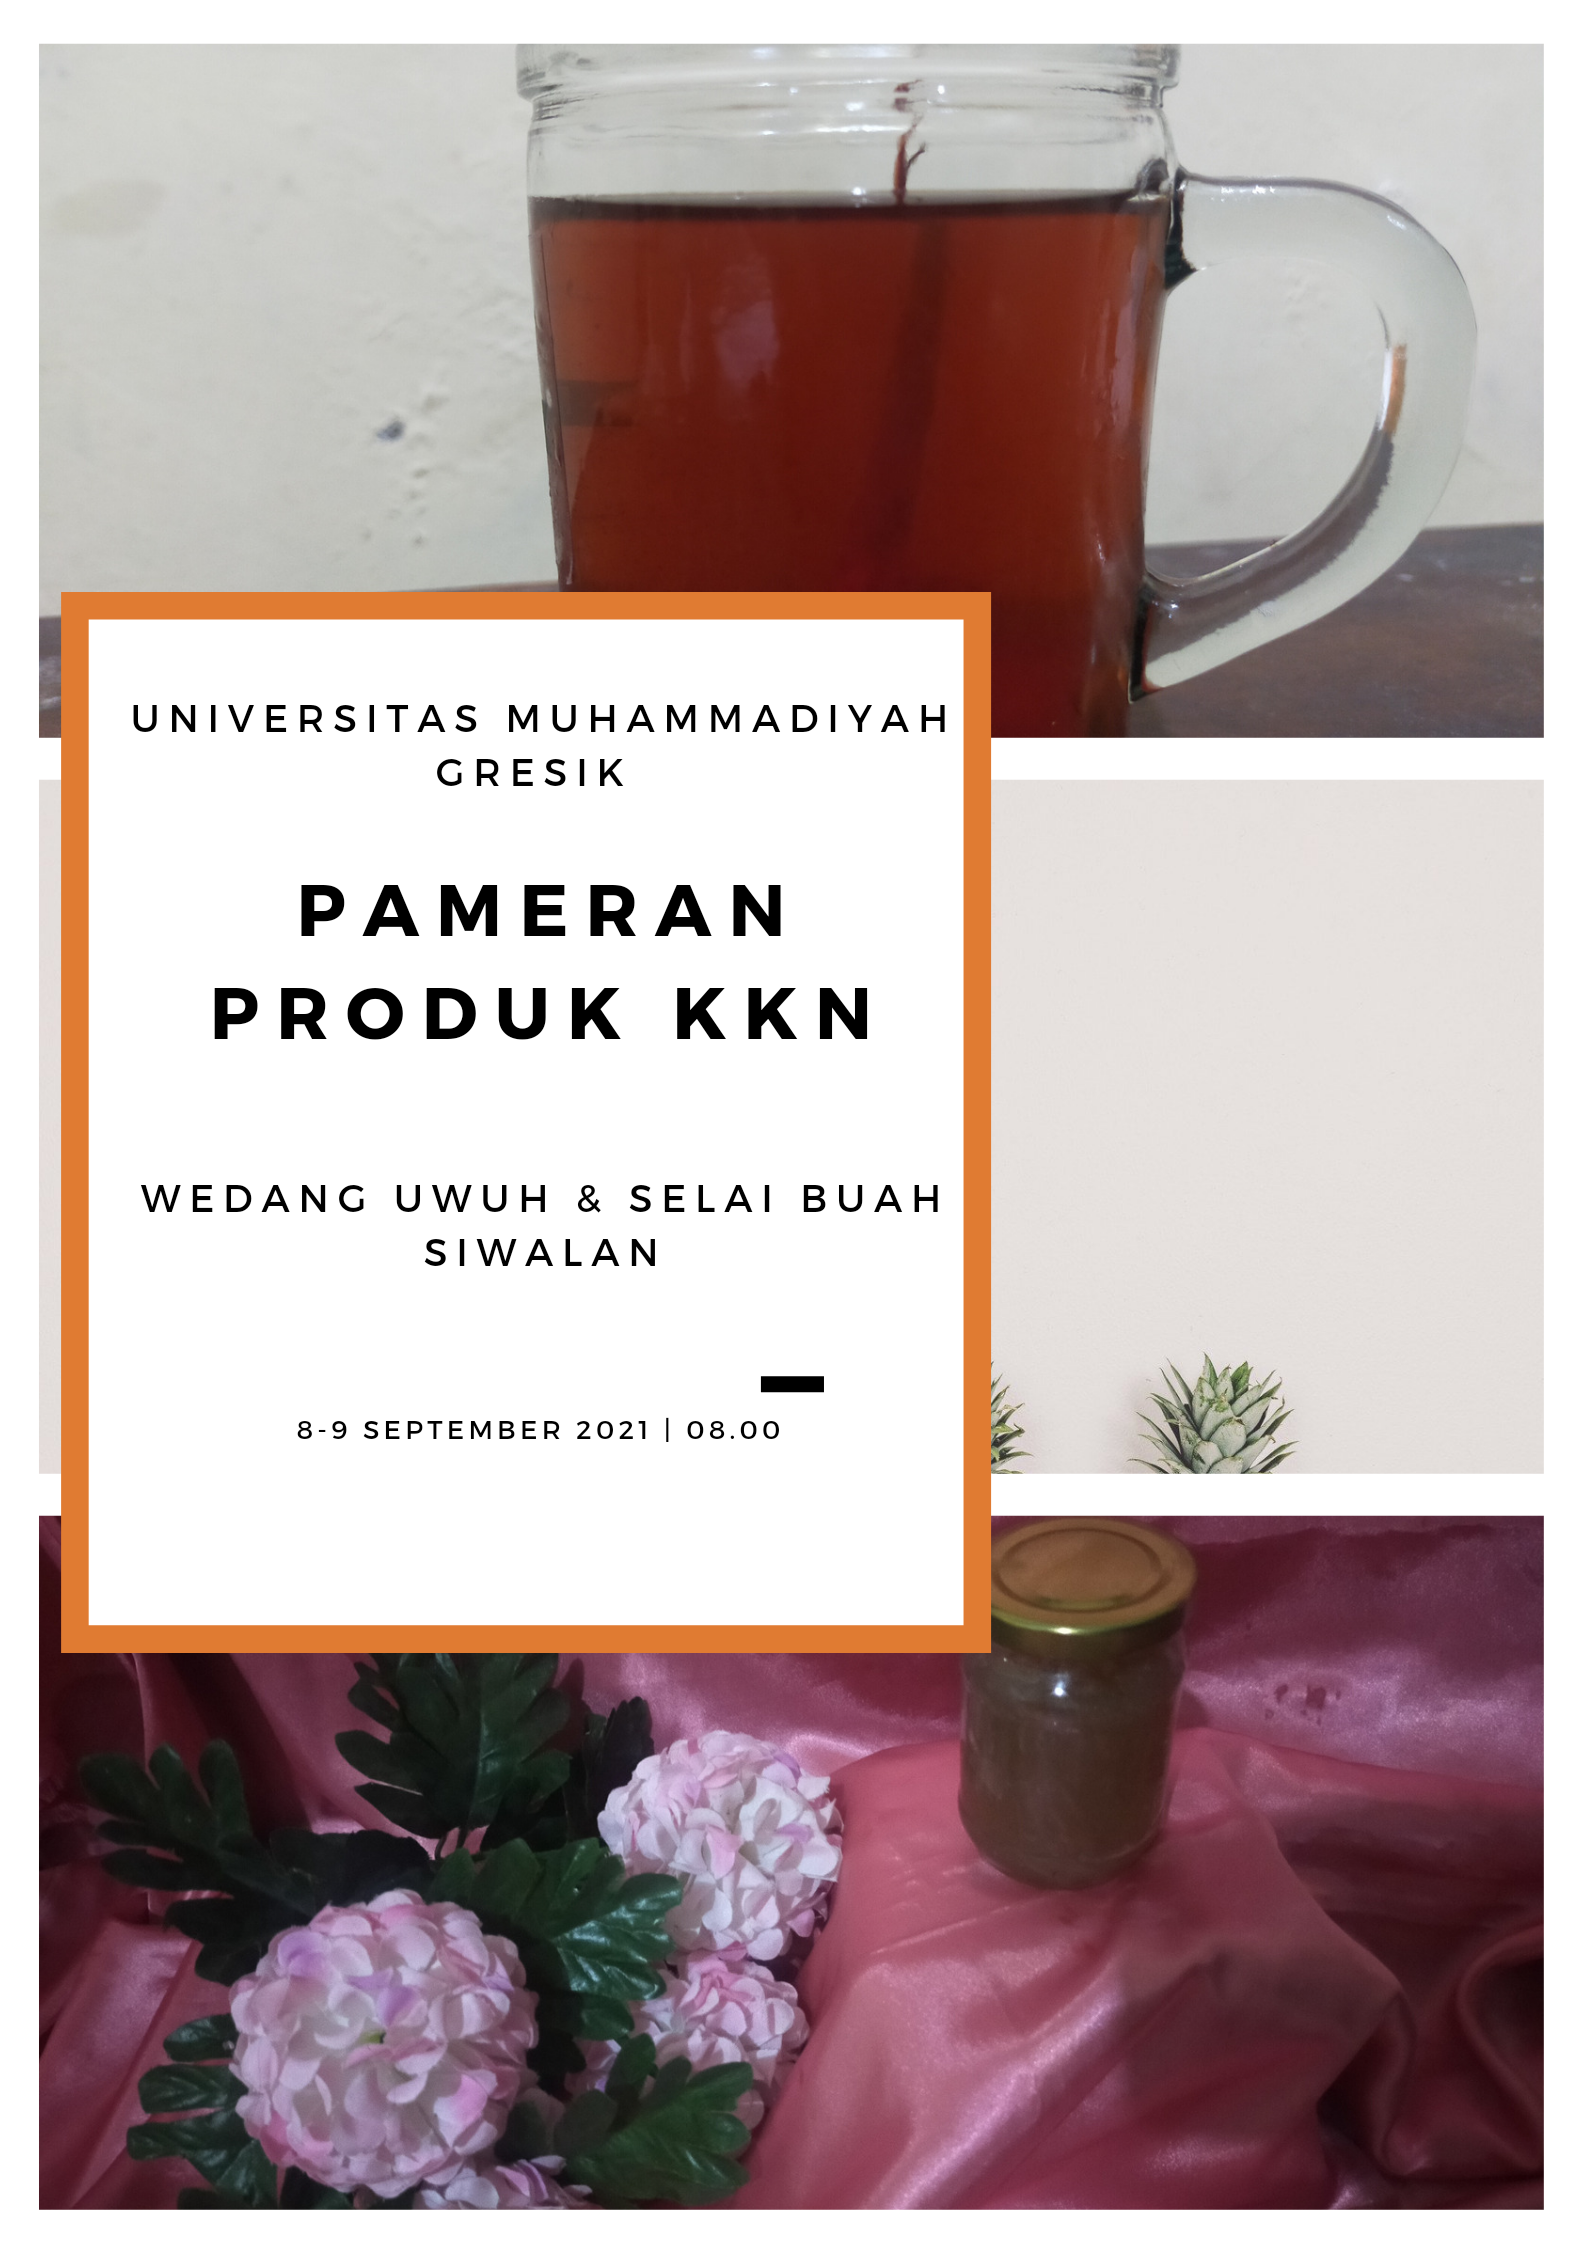 UNIVERSITAS MUHAMMADIYAH
GRESIK
PAMERAN
PRODUK KKN
WEDANG UWUH & SELAI BUAH
SIWALAN
8-9 SEPTEMBER 2021 | 08.00